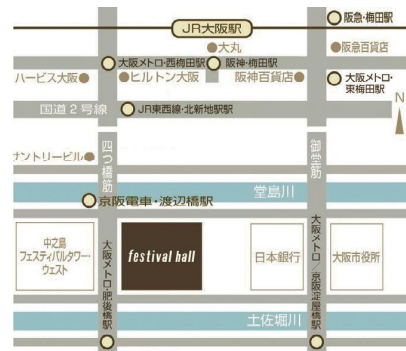 阪急・梅田駅
JR大阪駅
大丸
阪急百貨店
大阪メトロ・西梅田駅
阪神・梅田駅
ハービス大阪
ヒルトン大阪
阪神百貨店
大阪メトロ・
東梅田駅
国道2号線
JR東西線・北新地駅駅
N
四つ橋筋
御堂筋
サントリービル
堂島川
京阪電車・渡辺橋駅
中之島
フェスティバルタワー・
ウェスト
大阪メトロ・肥後橋駅
festival hall
日本銀行
大阪メトロ/京阪淀屋橋駅
大阪市役所
土佐堀川